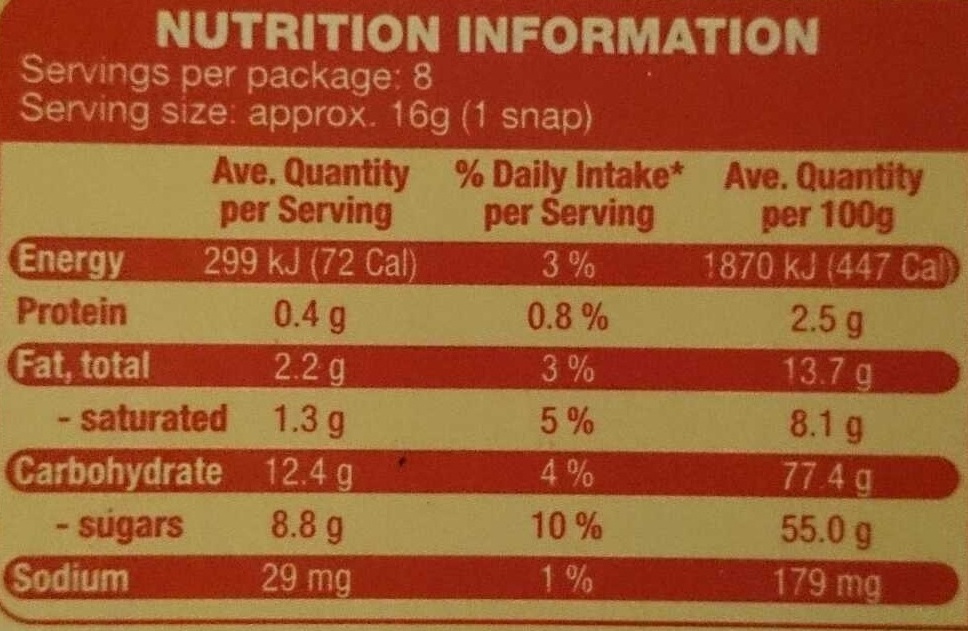 NUTRITION INFORMATION
Servings per package: 8
Serving size: approx. 16g (1 snap)
Ave. Quantity % Daily Intake* Ave. Quantity
per Serving per Serving per 100g
Energy 299 kJ (72 Cal) 3 % 1870 kJ (447 Cal)
Protein 0.4 g 0.8 % 2.5 g
Fat, total 2.2 g 3 % 13.7 g
- saturated 1.3 g 5 % 8.1 g
Carbohydrate 12.4 g 4 % 77.4 g
- sugars 8.8 g 10 % 55.0 g
Sodium 29 mg 1 % 179 mg